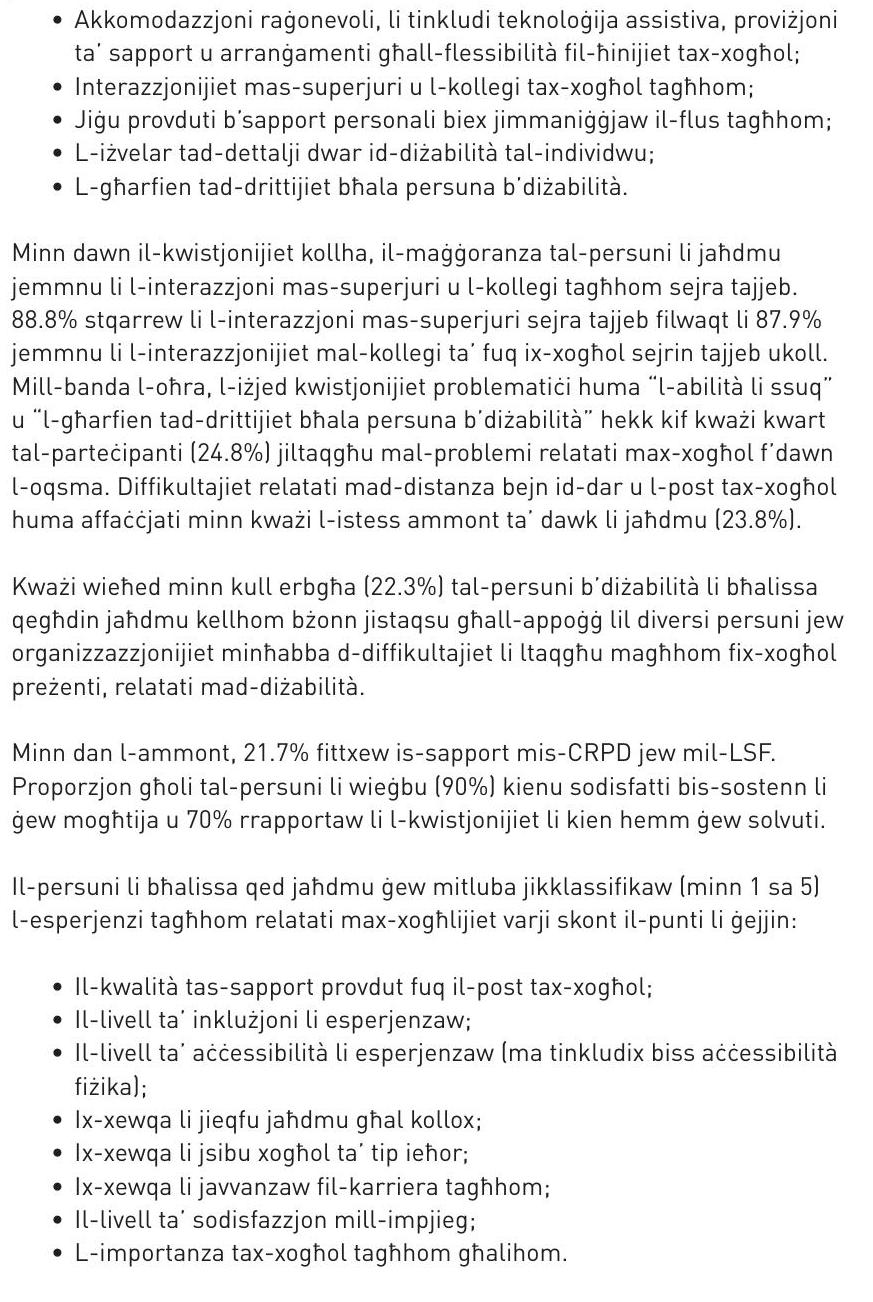 • Akkomodazzjoni raġonevoli, li tinkludi teknoloġija assistiva, proviżjoni
ta’ sapport u arranġamenti għall-flessibilità fil-ħinijiet tax-xogħol;
• Interazzjonijiet mas-superjuri u l-kollegi tax-xogħol tagħhom;
• Jiġu provduti b’sapport personali biex jimmaniġġjaw il-flus tagħhom;
• L-iżvelar tad-dettalji dwar id-diżabilità tal-individwu;
• L-għarfien tad-drittijiet bħala persuna b’diżabilità.
Minn dawn il-kwistjonijiet kollha, il-maġġoranza tal-persuni li jaħdmu
jemmnu li l-interazzjoni mas-superjuri u l-kollegi tagħhom sejra tajjeb.
88.8% stqarrew li l-interazzjoni mas-superjuri sejra tajjeb filwaqt li 87.9%
jemmnu li l-interazzjonijiet mal-kollegi ta’ fuq ix-xogħol sejrin tajjeb ukoll.
Mill-banda l-oħra, l-iżjed kwistjonijiet problematiċi huma “l-abilità li ssuq”
u “l-għarfien tad-drittijiet bħala persuna b’diżabilità” hekk kif kważi kwart
tal-parteċipanti (24.8%) jiltaqgħu mal-problemi relatati max-xogħol f’dawn
l-oqsma. Diffikultajiet relatati mad-distanza bejn id-dar u l-post tax-xogħol
huma affaċċjati minn kważi l-istess ammont ta’ dawk li jaħdmu (23.8%).
Kważi wieħed minn kull erbgħa (22.3%) tal-persuni b’diżabilità li bħalissa
qegħdin jaħdmu kellhom bżonn jistaqsu għall-appoġġ lil diversi persuni jew
organizzazzjonijiet minħabba d-diffikultajiet li ltaqgħu magħhom fix-xogħol
preżenti, relatati mad-diżabilità.
Minn dan l-ammont, 21.7% fittxew is-sapport mis-CRPD jew mil-LSF.
Proporzjon għoli tal-persuni li wieġbu (90%) kienu sodisfatti bis-sostenn li
ġew mogħtija u 70% rrapportaw li l-kwistjonijiet li kien hemm ġew solvuti.
Il-persuni li bħalissa qed jaħdmu ġew mitluba jikklassifikaw (minn 1 sa 5)
l-esperjenzi tagħhom relatati max-xogħlijiet varji skont il-punti li ġejjin:
• Il-kwalità tas-sapport provdut fuq il-post tax-xogħol;
• Il-livell ta’ inklużjoni li esperjenzaw;
• Il-livell ta’ aċċessibilità li esperjenzaw (ma tinkludix biss aċċessibilità
fiżika);
• Ix-xewqa li jieqfu jaħdmu għal kollox;
• Ix-xewqa li jsibu xogħol ta’ tip ieħor;
• Ix-xewqa li javvanzaw fil-karriera tagħhom;
• Il-livell ta’ sodisfazzjon mill-impjieg;
• L-importanza tax-xogħol tagħhom għalihom.